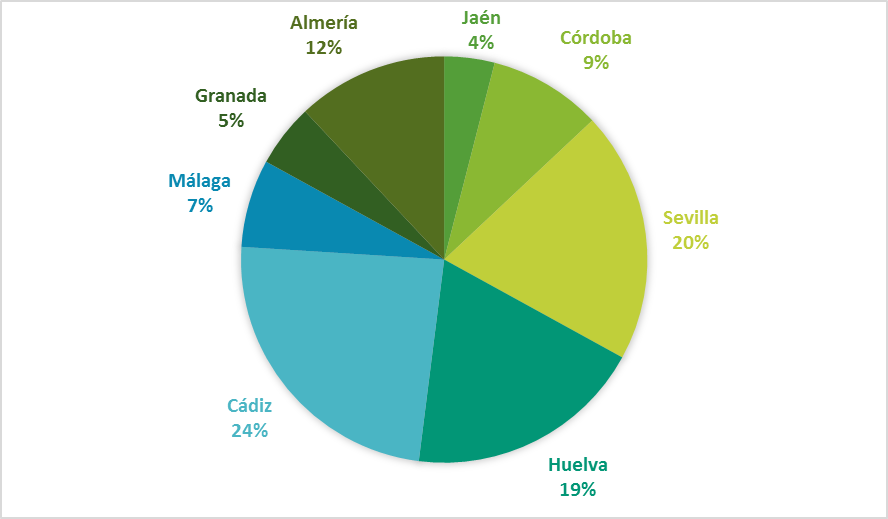 Jaén
4%
Córdoba
9%
Sevilla
20%
Huelva
19%
Cádiz
24%
Málaga
7%
Granada
5%
Almería
12%